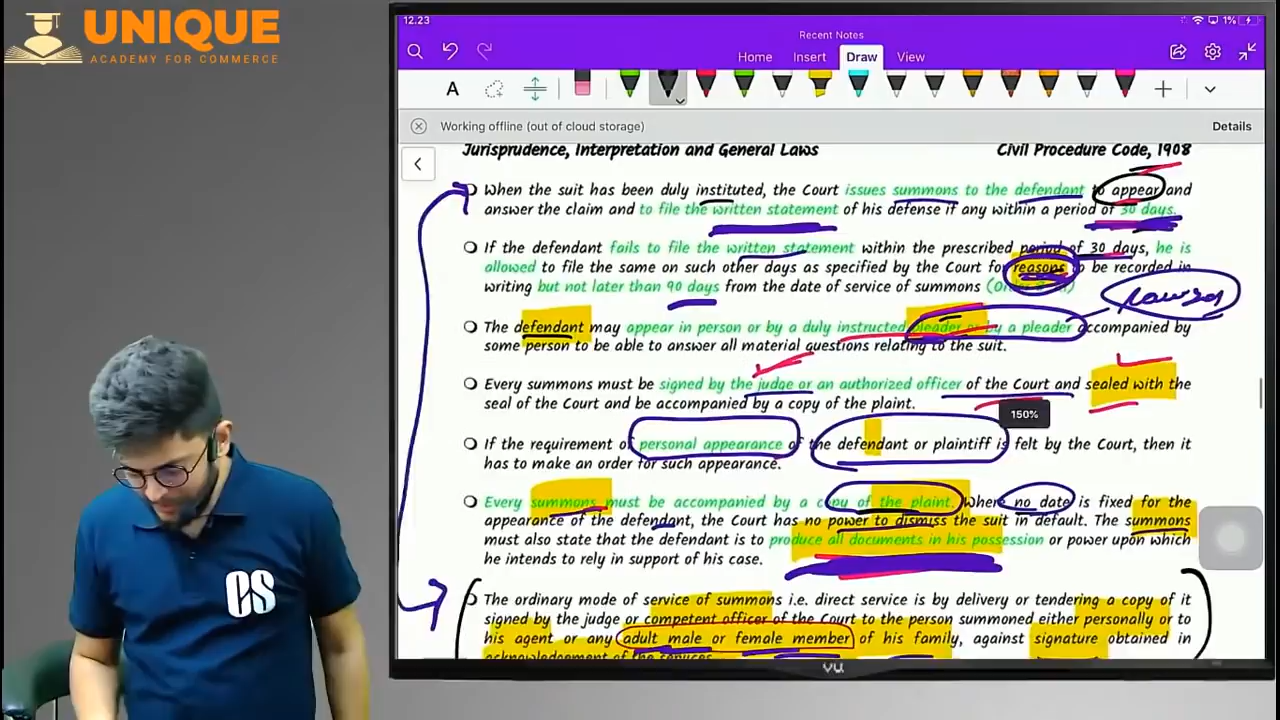 UNIQUE
ACADEMY FOR COMMERCE
12.23
1%
Recent Notes
Home Insert Draw View
A
Working offline (out of cloud storage)
Details
Jurisprudence, Interpretation and General Laws
Civil Procedure Code, 1908
When the suit has been duly instituted, the Court issues summons to the defendant to appear and
answer the claim and to file the written statement of his defense if any within a period of 30 days.
If the defendant fails to file the written statement within the prescribed period of 30 days, he is
allowed to file the same on such other days as specified by the Court for reasons to be recorded in
writing but not later than 90 days from the date of service of summons
The defendant may appear in person or by a duly instructed pleader or by a pleader accompanied by
some person to be able to answer all material questions relating to the suit.
Every summons must be signed by the judge or an authorized officer of the Court and sealed with the
seal of the Court and be accompanied by a copy of the plaint.
150%
If the requirement of personal appearance of the defendant or plaintiff is felt by the Court, then it
has to make an order for such appearance.
Every summons must be accompanied by a copy of the plaint. Where no date is fixed for the
appearance of the defendant, the Court has no power to dismiss the suit in default. The summons
must also state that the defendant is to produce all documents in his possession or power upon which
he intends to rely in support of his case.
The ordinary mode of service of summons i.e. direct service is by delivery or tendering a copy of it
signed by the judge or competent officer of the Court to the person summoned either personally or to
his agent or any adult male or female member of his family, against signature obtained in
acknowledgement of the services.
CS
vu